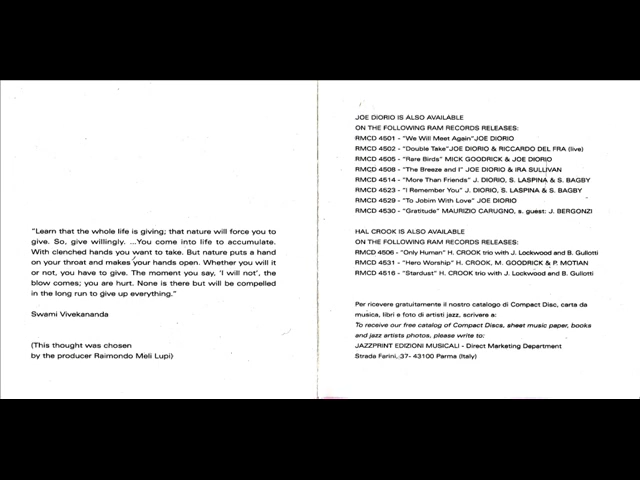 "Learn that the whole life is giving; that nature will force you to
give. So, give willingly. ...You come into life to accumulate.
With clenched hands you want to take. But nature puts a hand
on your throat and makes your hands open. Whether you will it
or not, you have to give. The moment you say, 'I will not', the
blow comes; you are hurt. None is there but will be compelled
in the long run to give up everything."
Swami Vivekananda
(This thought was chosen
by the producer Raimondo Meli Lupi)
JOE DIORIO IS ALSO AVAILABLE
ON THE FOLLOWING RAM RECORDS RELEASES:
RMCD 4501 - "We Will Meet Again"JOE DIORIO
RMCD 4502 - "Double Take"JOE DIORIO & RICCARDO DEL FRA (live)
RMCD 4505 - "Rare Birds" MICK GOODRICK & JOE DIORIO
RMCD 4508 - "The Breeze and I" JOE DIORIO & IRA SULLIVAN
RMCD 4514 - "More Than Friends" J. DIORIO, S. LASPINA & S. BAGBY
RMCD 4523 - "I Remember You" J. DIORIO, S. LASPINA & S. BAGBY
RMCD 4529 - "To Jobim With Love" JOE DIORIO
RMCD 4530 - "Gratitude" MAURIZIO CARUGNO, s. guest: J. BERGONZI
HAL CROOK IS ALSO AVAILABLE
ON THE FOLLOWING RAM RECORDS RELEASES:
RMCD 4506 - "Only Human" H. CROOK trio with J. Lockwood and B. Gullotti
RMCD 4531 - "Hero Worship" H. CROOK, M. GOODRICK & P. MOTIAN
RMCD 4516 - "Stardust" H. CROOK trio with J. Lockwood and B. Gullotti
Per ricevere gratuitamente il nostro catalogo di Compact Disc, carta da
musica, libri e foto di artisti jazz, scrivere a:
To receive our free catalog of Compact Discs, sheet music paper, books
and jazz artists photos, please write to:
JAZZPRINT EDIZIONI MUSICALI - Direct Marketing Department
Strada Farini, 37- 43100 Parma (Italy)